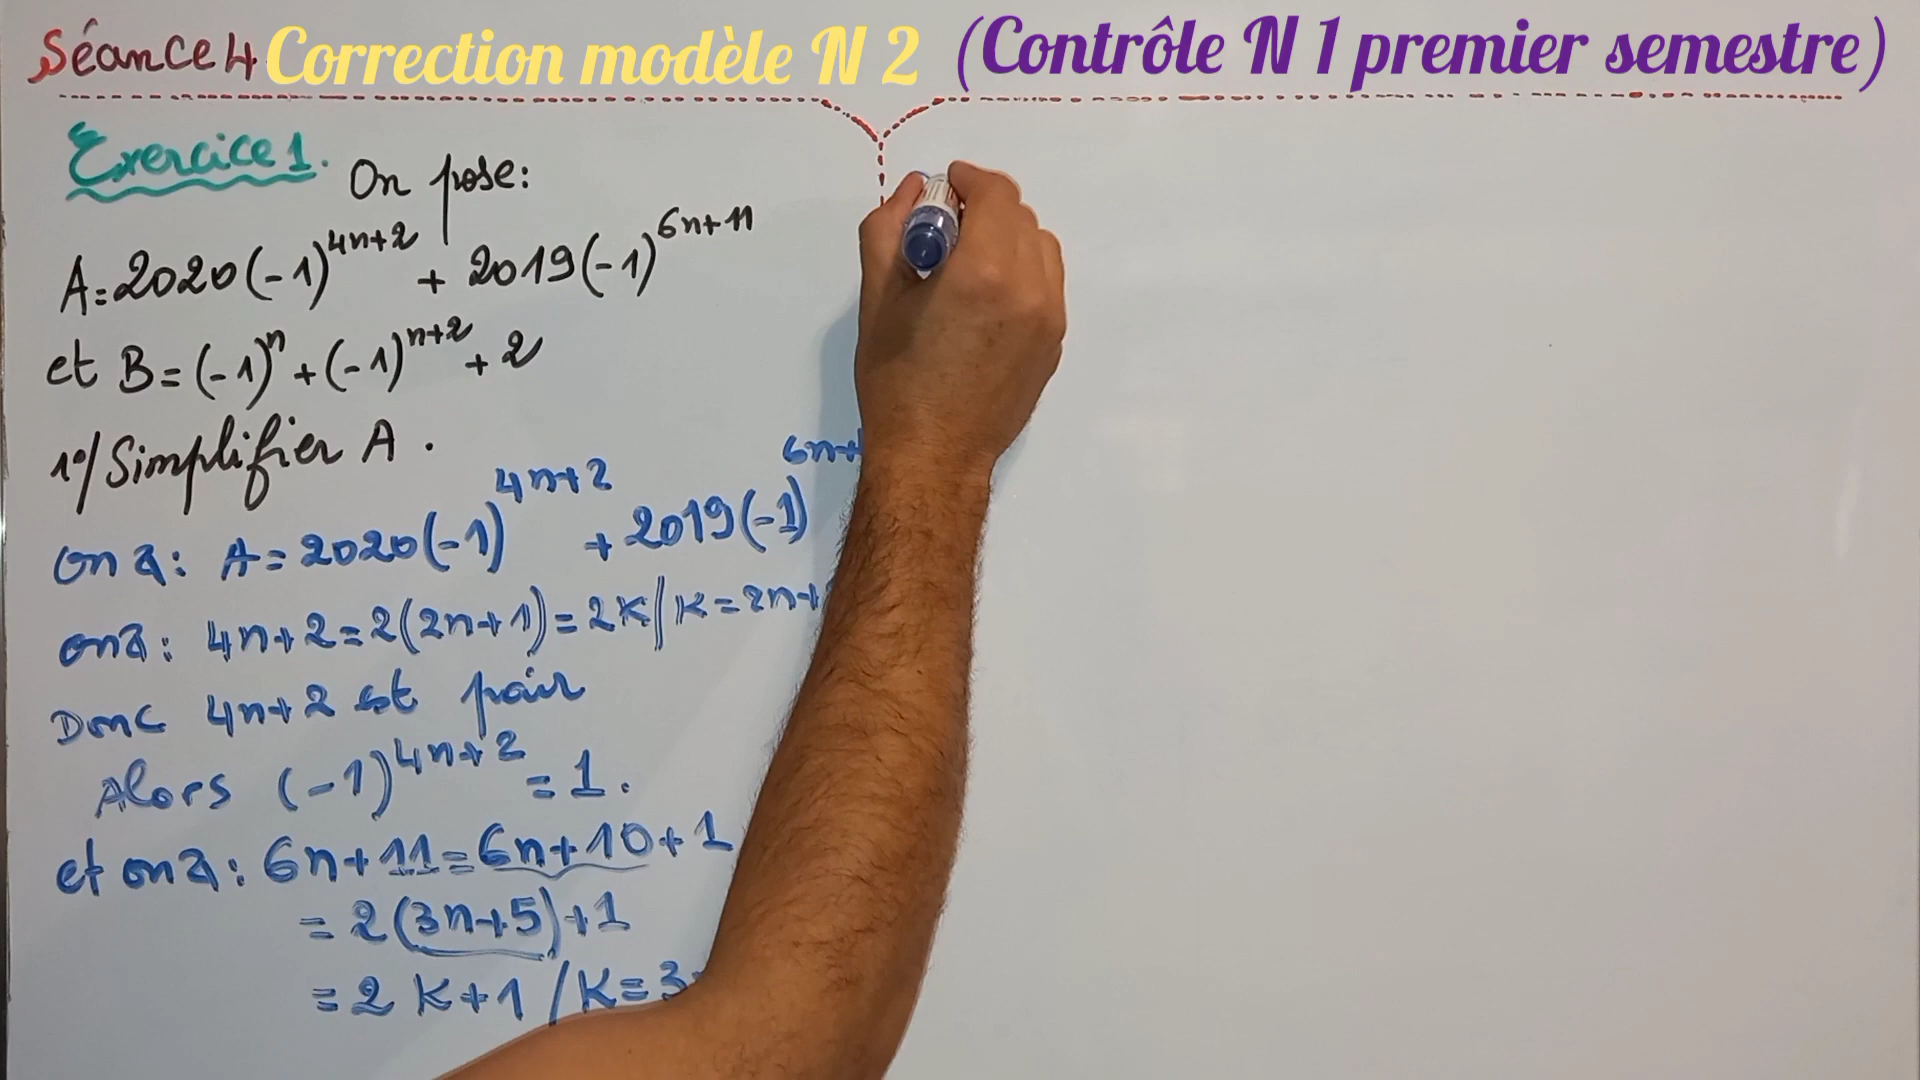 Séance 4 Correction modèle N 2 (Contrôle N 1 premier semestre)
Exercice 1. On pose:
A=2020(-1)^4n+2 + 2019(-1)^6n+11
et B=(-1)^n+(-1)^n+2+2
1°/Simplifier A.
on a: A=2020(-1)^4n+2 +2019(-1)^6n+
on a: 4n+2=2(2n+1)=2K/K=2n+
Donc 4n+2 est pair
Alors (-1)^4n+2=1.
et on a: 6n+11=6n+10+1
=2(3n+5)+1
=2K+1/K=3